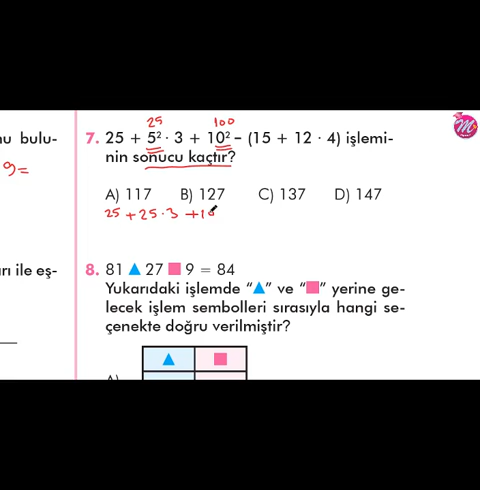 ıu bulu-
9=
25 100
7. 25 + 5² · 3 + 10² - (15 + 12 · 4) işlemi-
nin sonucu kaçtır?
A) 117 B) 127 C) 137 D) 147
25 + 25 · 3 + 10
8. 81 ▲ 27 ■ 9 = 84
rı ile eş-
Yukarıdaki işlemde “▲” ve “■” yerine ge-
lecek işlem sembolleri sırasıyla hangi se-
çenekte doğru verilmiştir?
▲ ■
M